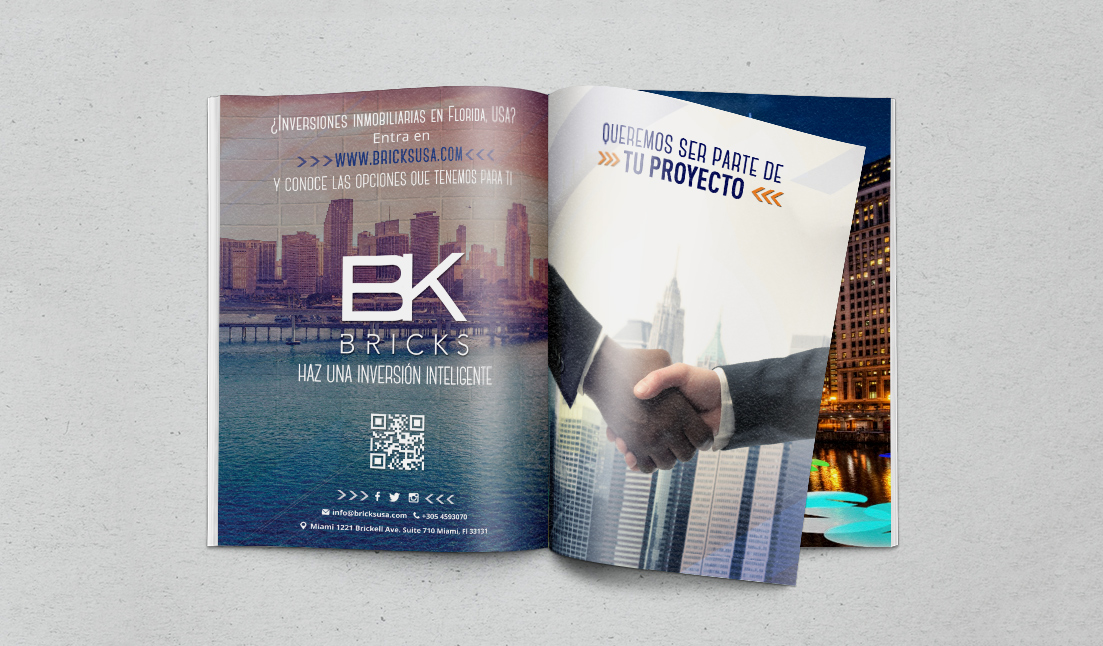 ¿Inversiones inmobiliarias en Florida, USA?
Entra en
>>> www.bricksusa.com <<<
y conoce las opciones que tenemos para ti
BK
BRICKS
HAZ UNA INVERSIÓN INTELIGENTE
>>> <<<
info@bricksusa.com +305 4593070
Miami 1221 Brickell Ave. Suite 710 Miami, Fl 33131
QUEREMOS SER PARTE DE
>>> TU PROYECTO <<<